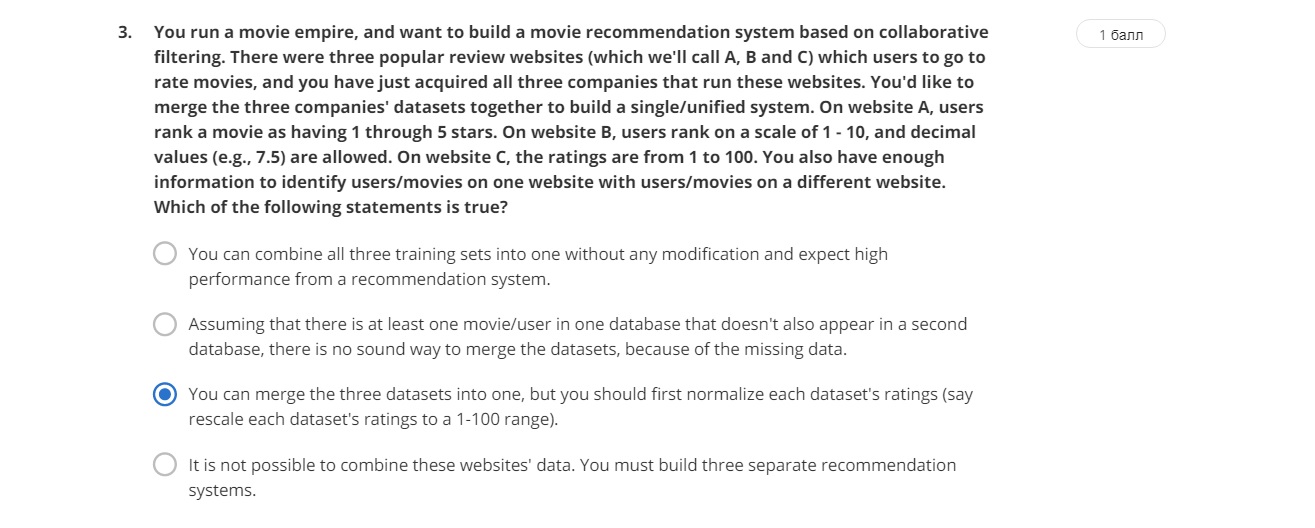 3. You run a movie empire, and want to build a movie recommendation system based on collaborative
1 балл
filtering. There were three popular review websites (which we'll call A, B and C) which users to go to
rate movies, and you have just acquired all three companies that run these websites. You'd like to
merge the three companies' datasets together to build a single/unified system. On website A, users
rank a movie as having 1 through 5 stars. On website B, users rank on a scale of 1 - 10, and decimal
values (e.g., 7.5) are allowed. On website C, the ratings are from 1 to 100. You also have enough
information to identify users/movies on one website with users/movies on a different website.
Which of the following statements is true?
You can combine all three training sets into one without any modification and expect high
performance from a recommendation system.
Assuming that there is at least one movie/user in one database that doesn't also appear in a second
database, there is no sound way to merge the datasets, because of the missing data.
You can merge the three datasets into one, but you should first normalize each dataset's ratings (say
rescale each dataset's ratings to a 1-100 range).
It is not possible to combine these websites' data. You must build three separate recommendation
systems.